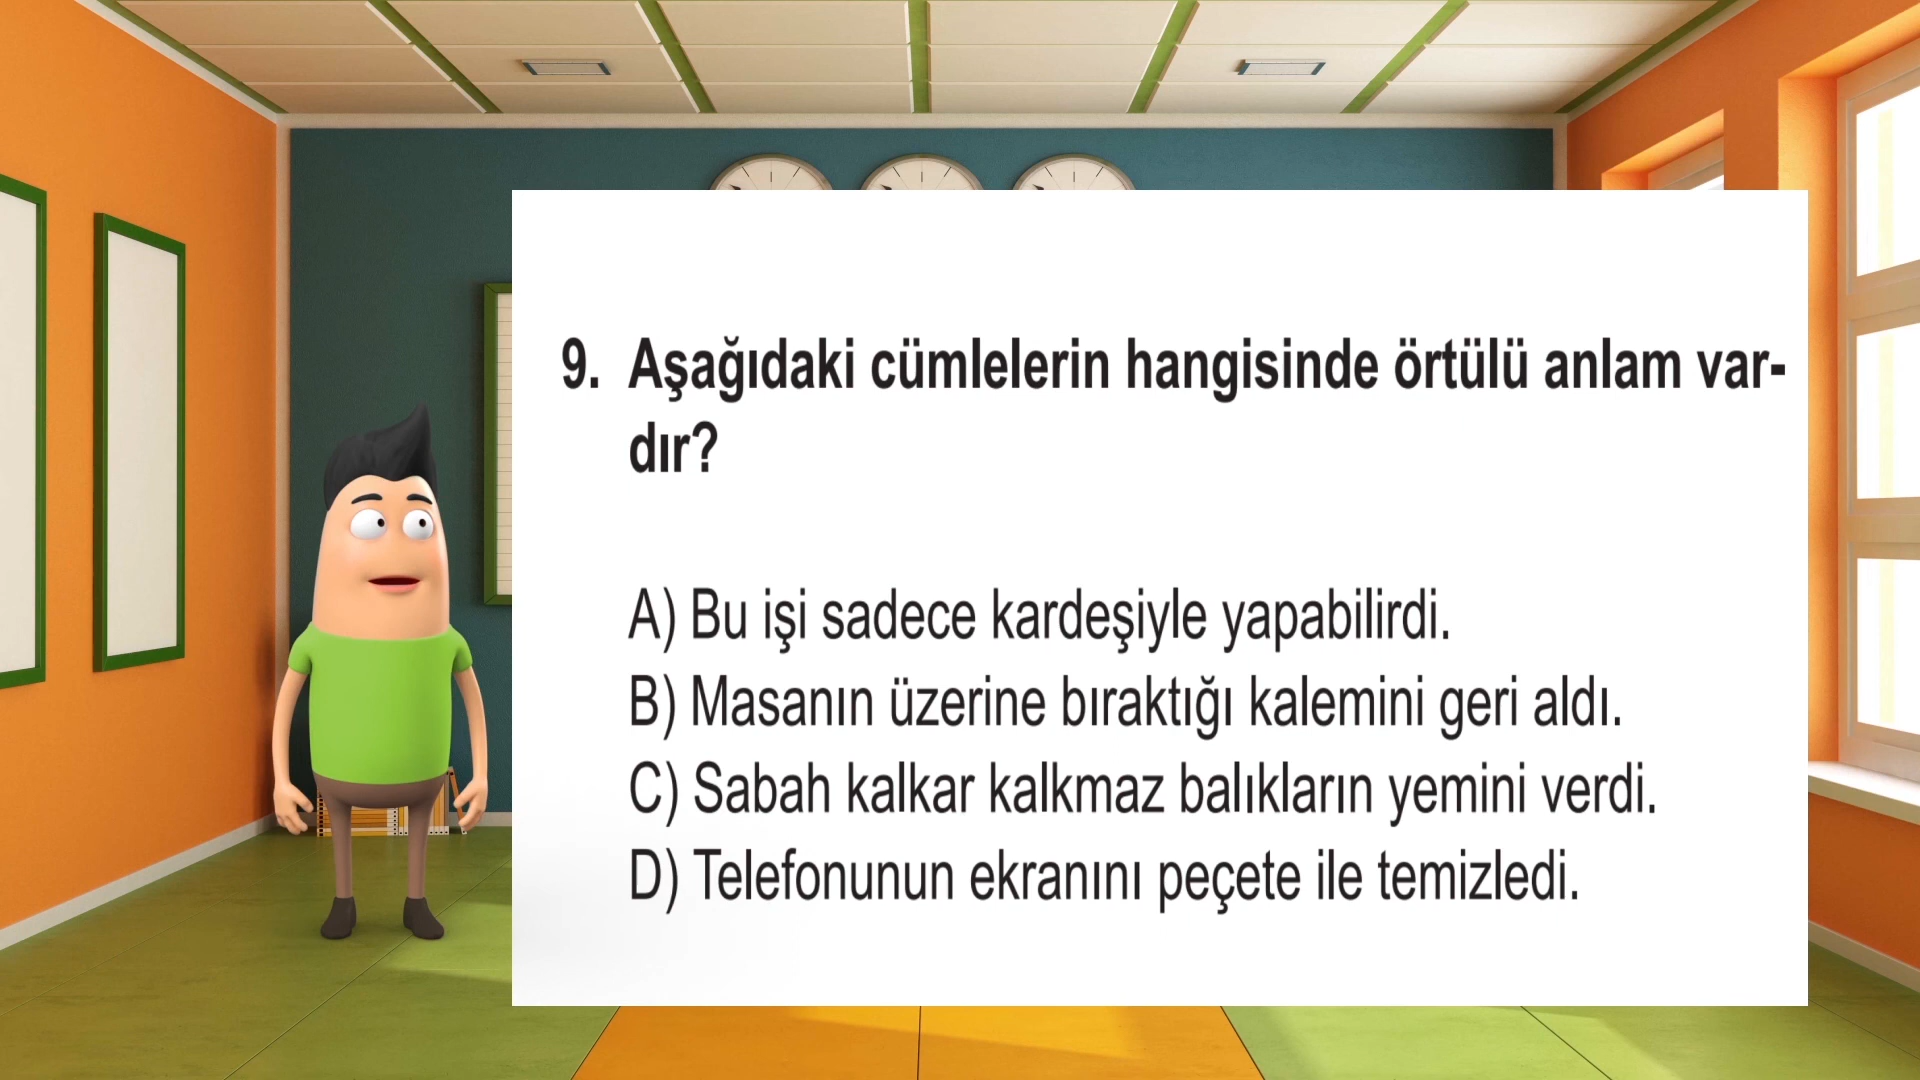 9. Aşağıdaki cümlelerin hangisinde örtülü anlam var-
dır?
A) Bu işi sadece kardeşiyle yapabilirdi.
B) Masanın üzerine bıraktığı kalemini geri aldı.
C) Sabah kalkar kalkmaz balıkların yemini verdi.
D) Telefonunun ekranını peçete ile temizledi.